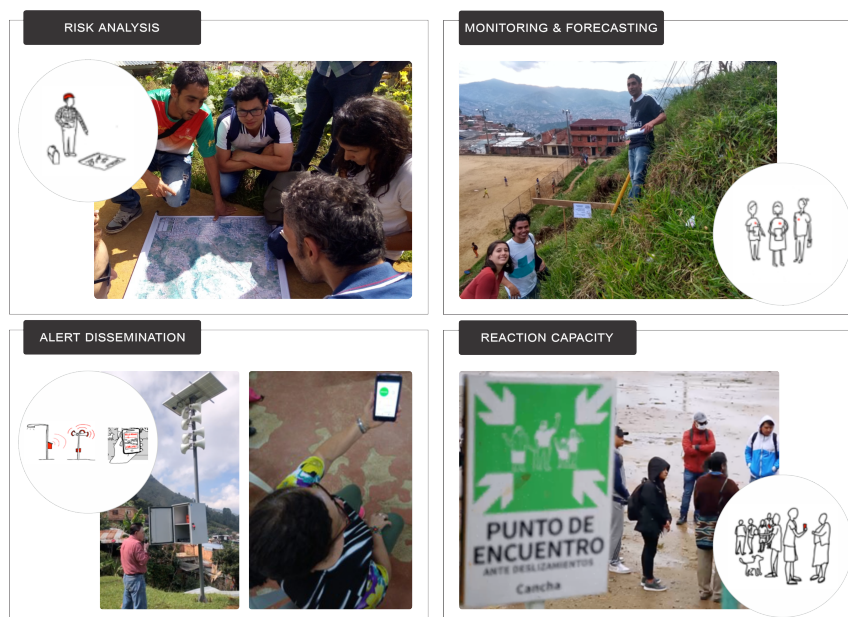 RISK ANALYSIS
MONITORING & FORECASTING
ALERT DISSEMINATION
REACTION CAPACITY
PUNTO DE
ENCUENTRO
ANTE DESLIZAMIENTOS
Cancha